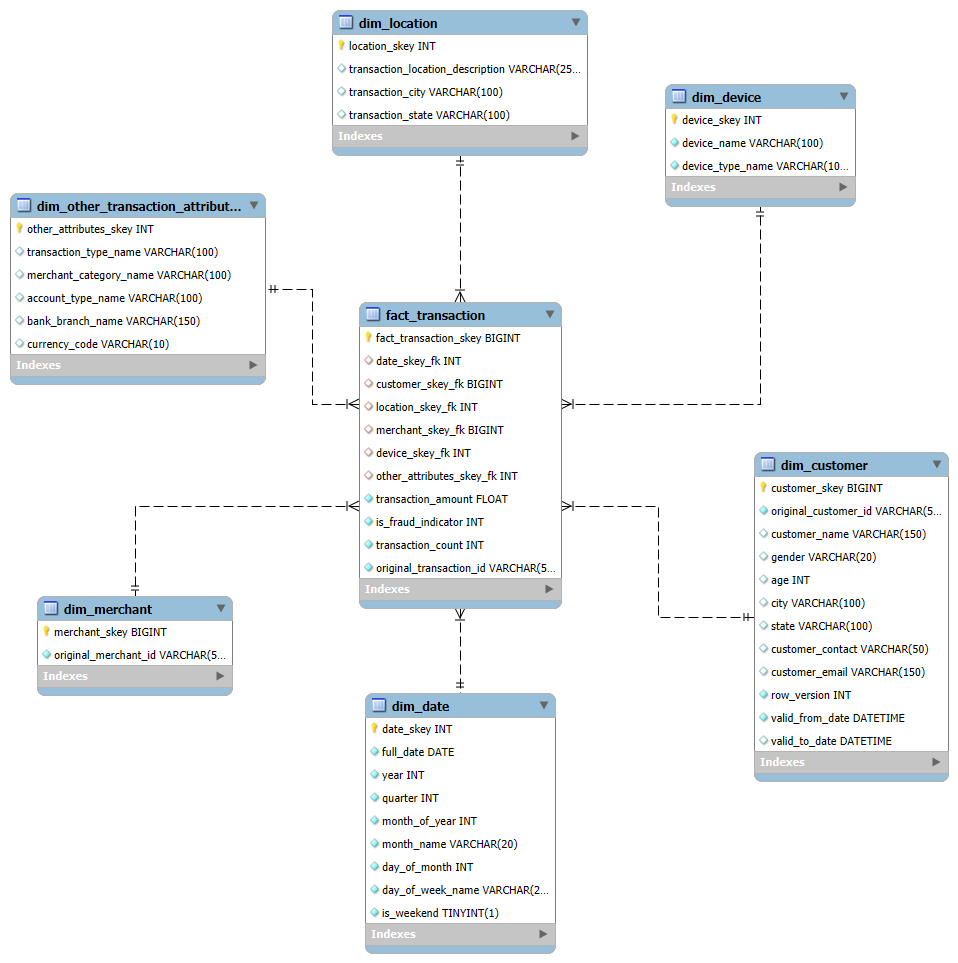 dim_location
location_skey INT
transaction_location_description VARCHAR(25...
transaction_city VARCHAR(100)
transaction_state VARCHAR(100)
Indexes
dim_device
device_skey INT
device_name VARCHAR(100)
device_type_name VARCHAR(10...
Indexes
dim_other_transaction_attribut...
other_attributes_skey INT
transaction_type_name VARCHAR(100)
merchant_category_name VARCHAR(100)
account_type_name VARCHAR(100)
bank_branch_name VARCHAR(150)
currency_code VARCHAR(10)
Indexes
fact_transaction
fact_transaction_skey BIGINT
date_skey_fk INT
customer_skey_fk BIGINT
location_skey_fk INT
merchant_skey_fk BIGINT
device_skey_fk INT
other_attributes_skey_fk INT
transaction_amount FLOAT
is_fraud_indicator INT
transaction_count INT
original_transaction_id VARCHAR(5...
Indexes
dim_customer
customer_skey BIGINT
original_customer_id VARCHAR(5...
customer_name VARCHAR(150)
gender VARCHAR(20)
age INT
city VARCHAR(100)
state VARCHAR(100)
customer_contact VARCHAR(50)
customer_email VARCHAR(150)
row_version INT
valid_from_date DATETIME
valid_to_date DATETIME
Indexes
dim_merchant
merchant_skey BIGINT
original_merchant_id VARCHAR(5...
Indexes
dim_date
date_skey INT
full_date DATE
year INT
quarter INT
month_of_year INT
month_name VARCHAR(20)
day_of_month INT
day_of_week_name VARCHAR(2...
is_weekend TINYINT(1)
Indexes